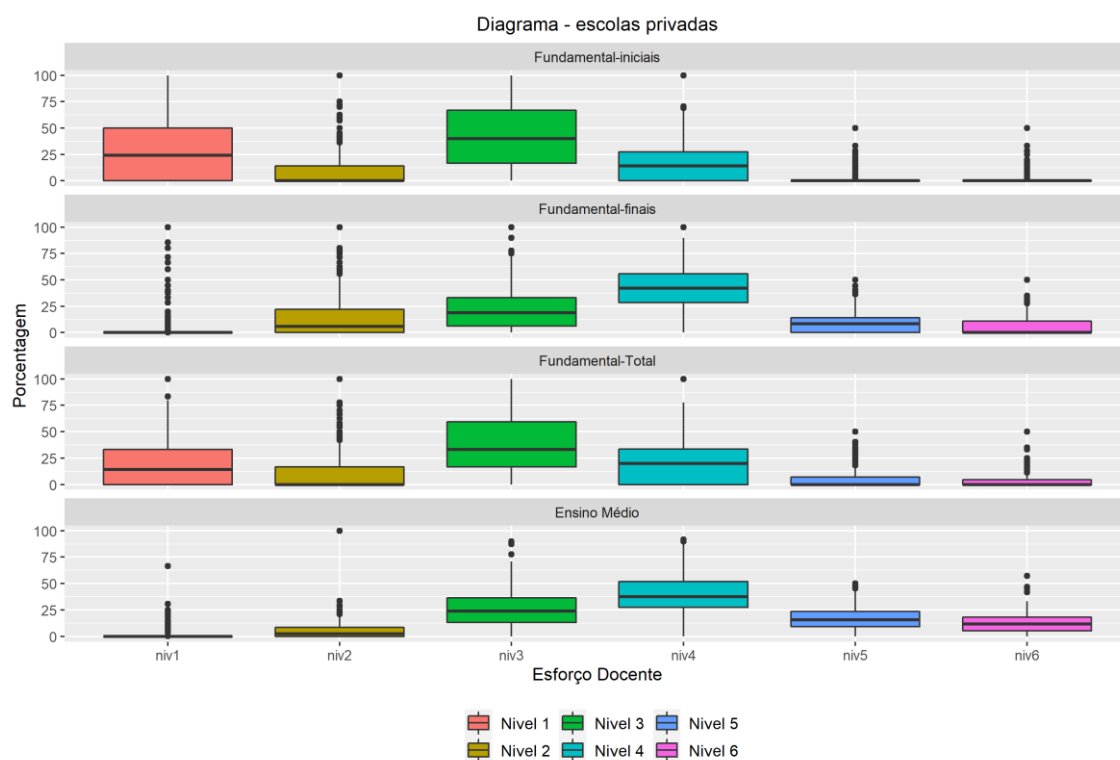 Diagrama - escolas privadas
Fundamental-iniciais
100
75
50
25
0
Fundamental-finais
100
75
50
25
0
Fundamental-Total
100
75
50
25
0
Ensino Médio
100
75
50
25
0
Porcentagem
niv1 niv2 niv3 niv4 niv5 niv6
Esforço Docente
Nivel 1 Nivel 3 Nivel 5
Nivel 2 Nivel 4 Nivel 6